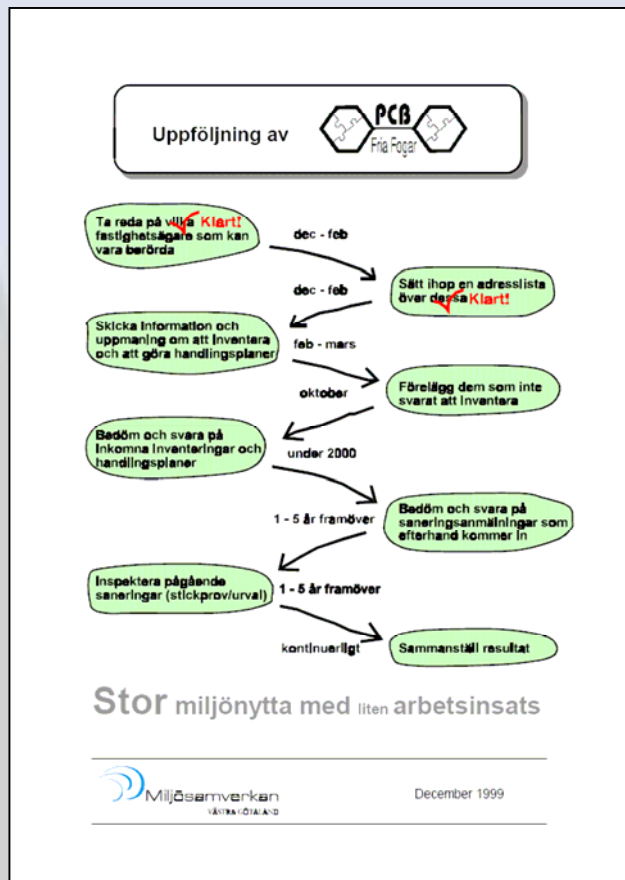 Uppföljning av
PCB
Fria Fogar
Ta reda på vilka Klart!
fastighetsägare som kan
vara berörda
dec - feb
Sätt ihop en adresslista
över dessa Klart!
dec - feb
Skicka information och
uppmaning om att inventera
och att göra handlingsplaner
feb - mars
Förelägg dem som inte
svarat att inventera
oktober
Bedöm och svara på
inkomna inventeringar och
handlingsplaner
under 2000
Bedöm och svara på
saneringsanmälningar som
efterhand kommer in
1 - 5 år framöver
Inspektera pågående
saneringar (stickprov/urval)
1 - 5 år framöver
kontinuerligt
Sammanställ resultat
Stor miljönytta med liten arbetsinsats
Miljösamverkan
VÄSTRA GÖTALAND
December 1999